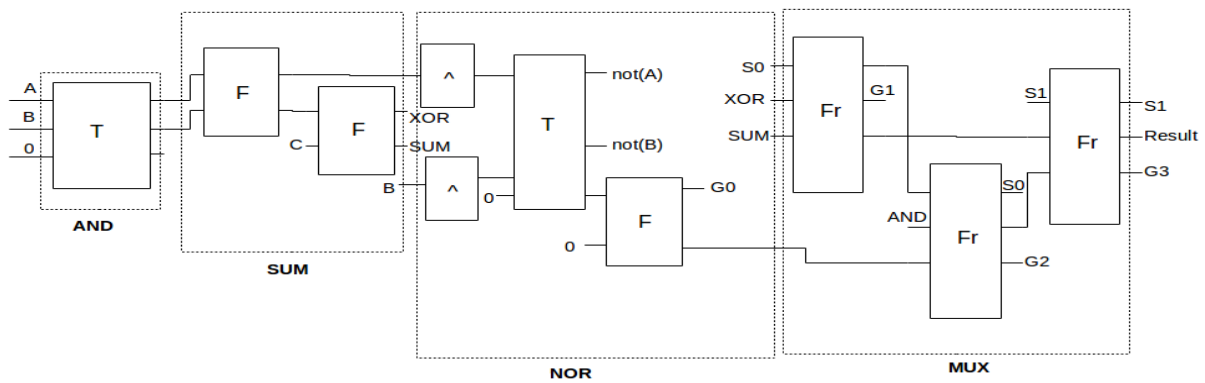 A
B
0
T
AND
F
F
C
XOR
SUM
B
SUM
^
^
0
T
not(A)
not(B)
G0
F
0
NOR
S0
XOR
SUM
Fr
G1
AND
Fr
S0
G2
S1
Fr
S1
Result
G3
MUX